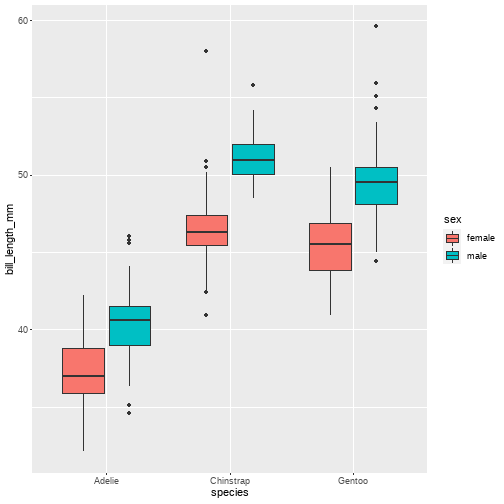 60
50
40
bill_length_mm
Adelie
Chinstrap
Gentoo
species
sex
female
male